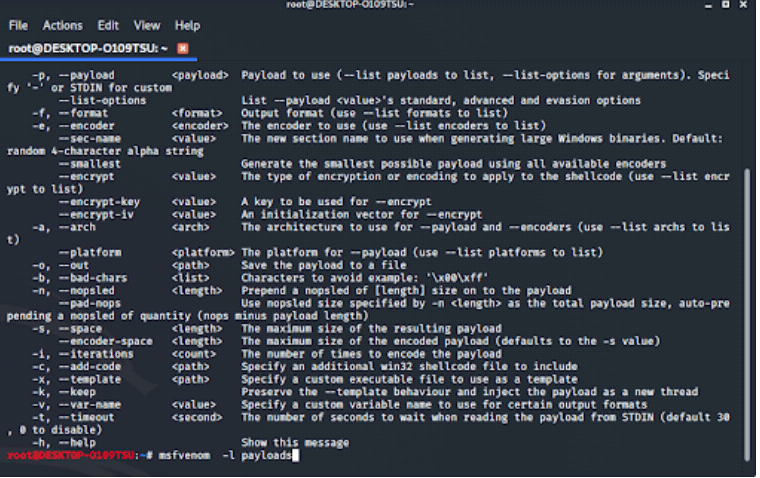 root@DESKTOP-O109TSU: ~
File Actions Edit View Help
root@DESKTOP-O109TSU: ~
-p, --payload <payload> Payload to use (--list payloads to list, --list-options for arguments). Speci
fy '-' or STDIN for custom
--list-options List --payload <value>'s standard, advanced and evasion options
-f, --format <format> Output format (use --list formats to list)
-e, --encoder <encoder> The encoder to use (use --list encoders to list)
--sec-name <value> The new section name to use when generating large Windows binaries. Default:
random 4-character alpha string
--smallest Generate the smallest possible payload using all available encoders
--encrypt <value> The type of encryption or encoding to apply to the shellcode (use --list encr
ypt to list)
--encrypt-key <value> A key to be used for --encrypt
--encrypt-iv <value> An initialization vector for --encrypt
-a, --arch <arch> The architecture to use for --payload and --encoders (use --list archs to lis
t)
--platform <platform> The platform for --payload (use --list platforms to list)
-o, --out <path> Save the payload to a file
-b, --bad-chars <list> Characters to avoid example: '\x00\xff'
-n, --nopsled <length> Prepend a nopsled of [length] size on to the payload
--pad-nops Use nopsled size specified by -n <length> as the total payload size, auto-pre
pending a nopsled of quantity (nops minus payload length)
-s, --space <length> The maximum size of the resulting payload
--encoder-space <length> The maximum size of the encoded payload (defaults to the -s value)
-i, --iterations <count> The number of times to encode the payload
-c, --add-code <path> Specify an additional win32 shellcode file to include
-x, --template <path> Specify a custom executable file to use as a template
-k, --keep Preserve the --template behaviour and inject the payload as a new thread
-v, --var-name <value> Specify a custom variable name to use for certain output formats
-t, --timeout <second> The number of seconds to wait when reading the payload from STDIN (default 30
, 0 to disable)
-h, --help Show this message
root@DESKTOP-O109TSU:~# msfvenom -l payloads